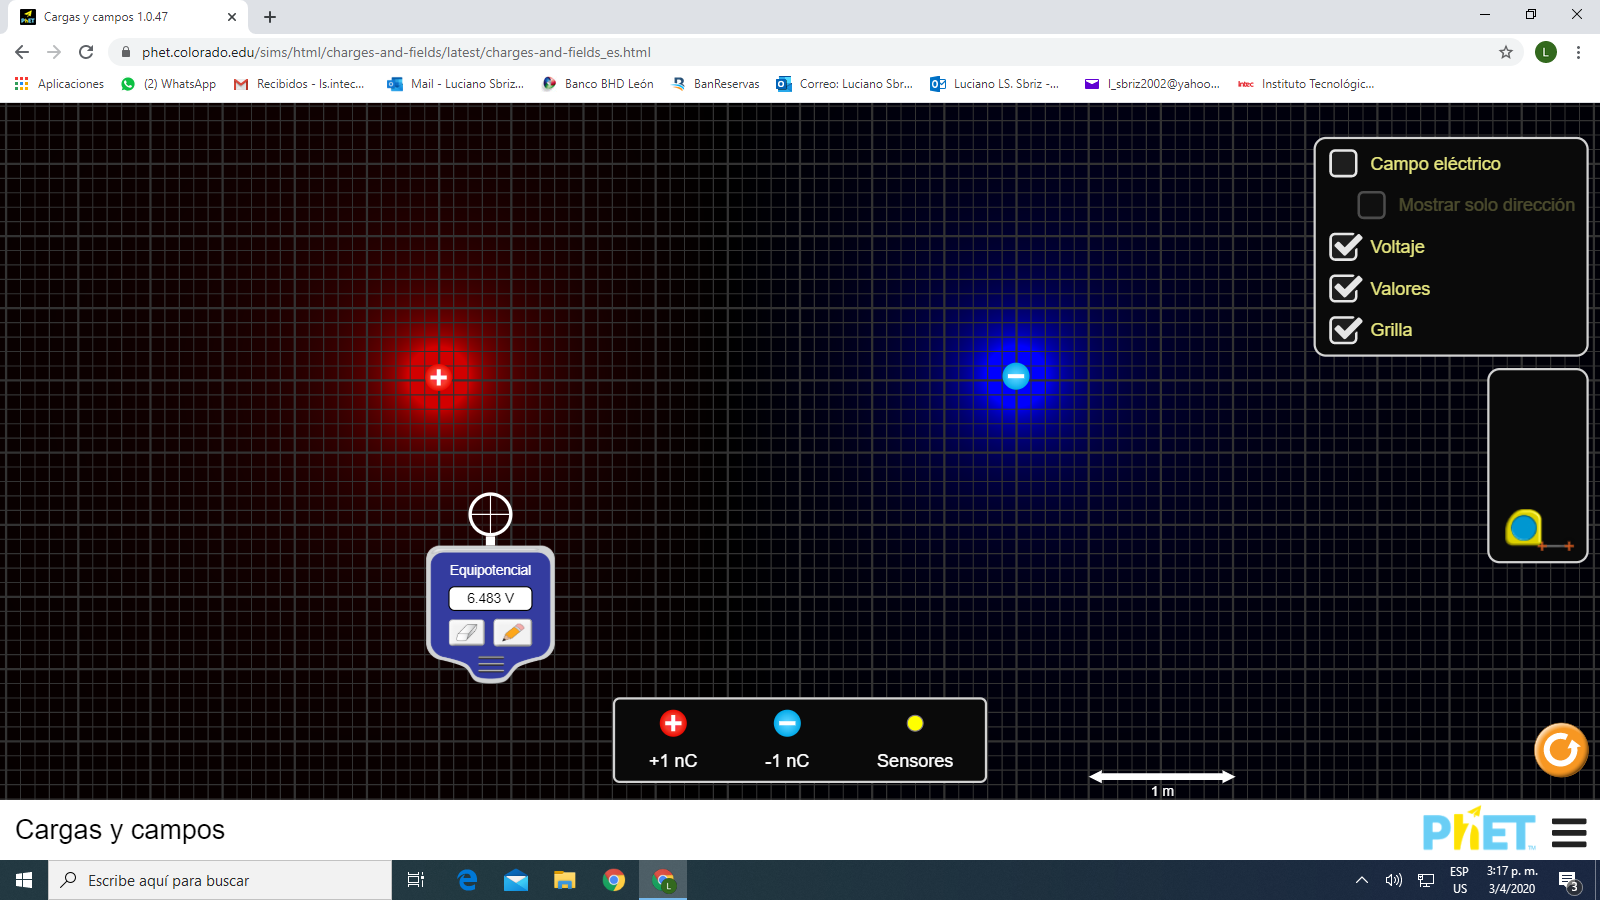 Cargas y campos 1.0.47
phet.colorado.edu/sims/html/charges-and-fields/latest/charges-and-fields_es.html
L
Aplicaciones
(2) WhatsApp
Recibidos - ls.intec...
Mail - Luciano Sbriz...
Banco BHD León
BanReservas
Correo: Luciano Sbr...
Luciano LS. Sbriz -...
l_sbriz2002@yahoo...
intec Instituto Tecnológic...
Campo eléctrico
Mostrar solo dirección
Voltaje
Valores
Grilla
Equipotencial
6.483 V
+1 nC
-1 nC
Sensores
1 m
Cargas y campos
PhET
Escribe aquí para buscar
ESP
US
3:17 p. m.
3/4/2020
3